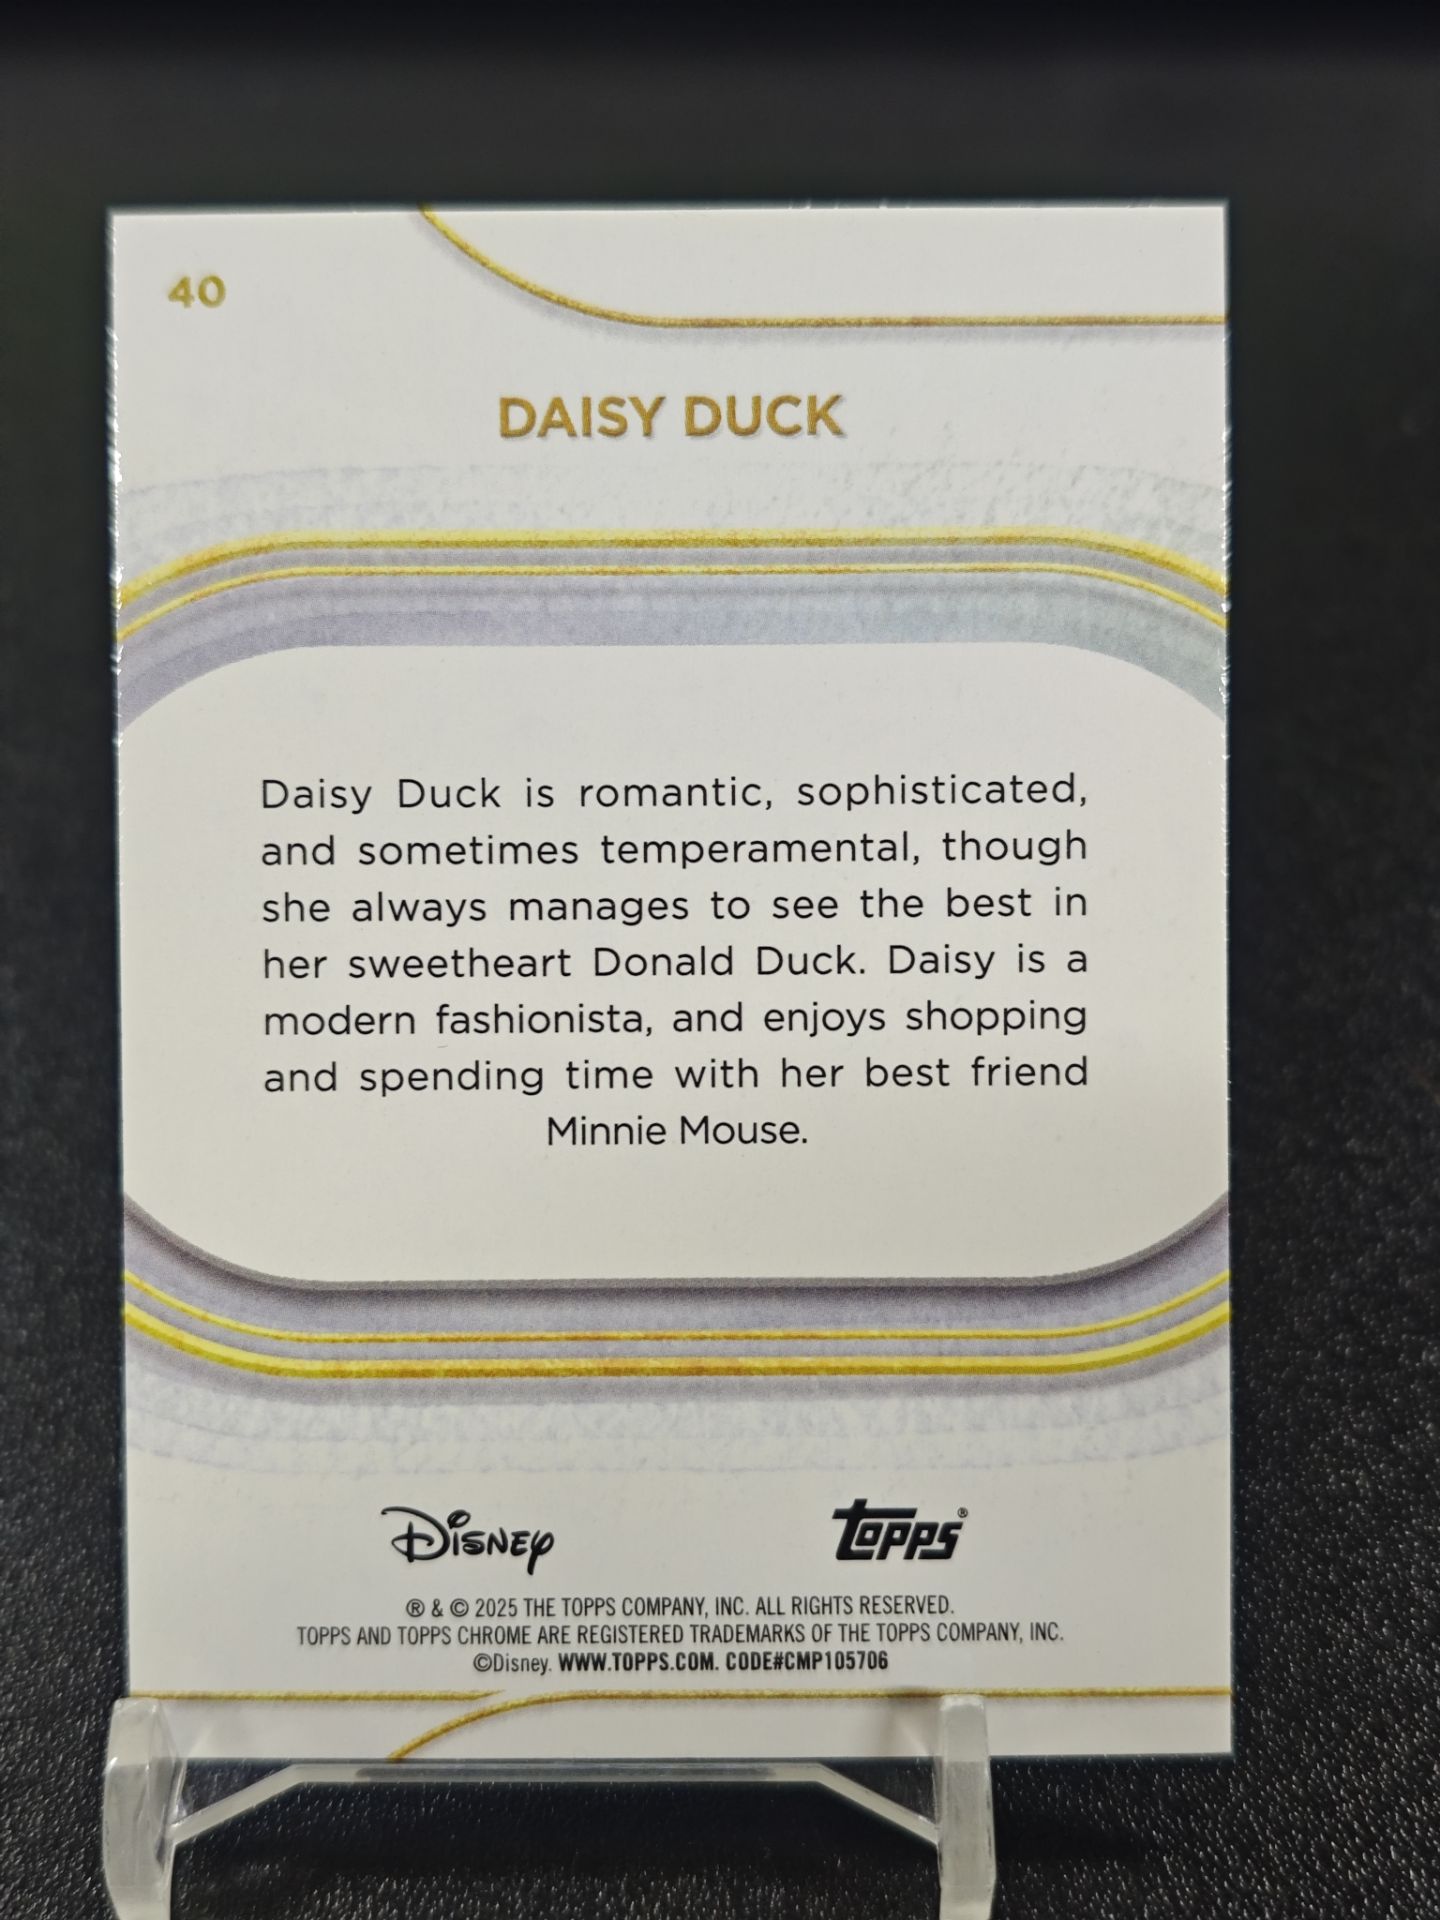 40
DAISY DUCK
Daisy Duck is romantic, sophisticated,
and sometimes temperamental, though
she always manages to see the best in
her sweetheart Donald Duck. Daisy is a
modern fashionista, and enjoys shopping
and spending time with her best friend
Minnie Mouse.
Disney topps®
® & © 2025 THE TOPPS COMPANY, INC. ALL RIGHTS RESERVED.
TOPPS AND TOPPS CHROME ARE REGISTERED TRADEMARKS OF THE TOPPS COMPANY, INC.
©Disney. WWW.TOPPS.COM. CODE#CMP105706